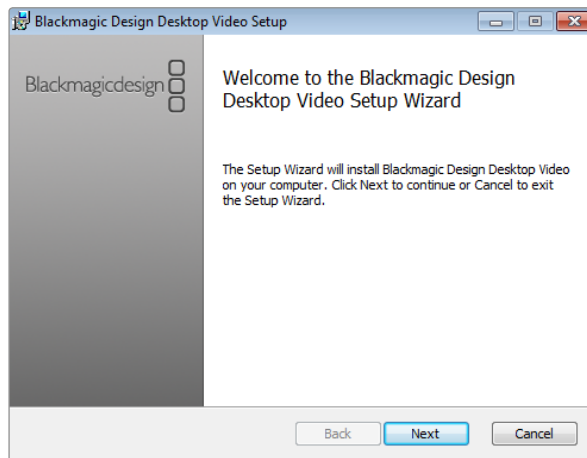 Blackmagic Design Desktop Video Setup
Blackmagicdesign
Welcome to the Blackmagic Design
Desktop Video Setup Wizard
The Setup Wizard will install Blackmagic Design Desktop Video
on your computer. Click Next to continue or Cancel to exit
the Setup Wizard.
Back Next Cancel